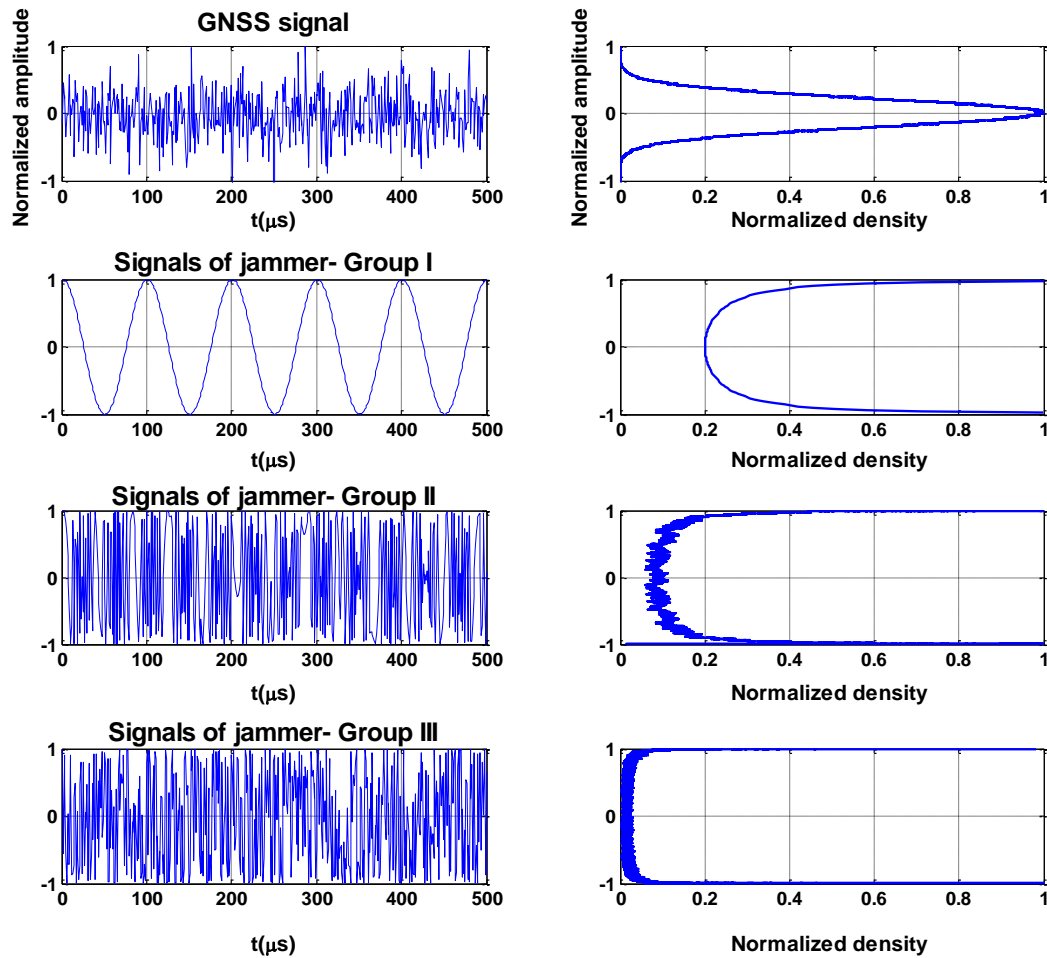 GNSS signal
Normalized amplitude
1
0
-1
0 100 200 300 400 500
t(μs)
Normalized amplitude
1
0
-1
0 0.2 0.4 0.6 0.8 1
Normalized density
Signals of jammer- Group I
1
0
-1
0 100 200 300 400 500
t(μs)
1
0
-1
0 0.2 0.4 0.6 0.8 1
Normalized density
Signals of jammer- Group II
1
0
-1
0 100 200 300 400 500
t(μs)
1
0
-1
0 0.2 0.4 0.6 0.8 1
Normalized density
Signals of jammer- Group III
1
0
-1
0 100 200 300 400 500
t(μs)
1
0
-1
0 0.2 0.4 0.6 0.8 1
Normalized density